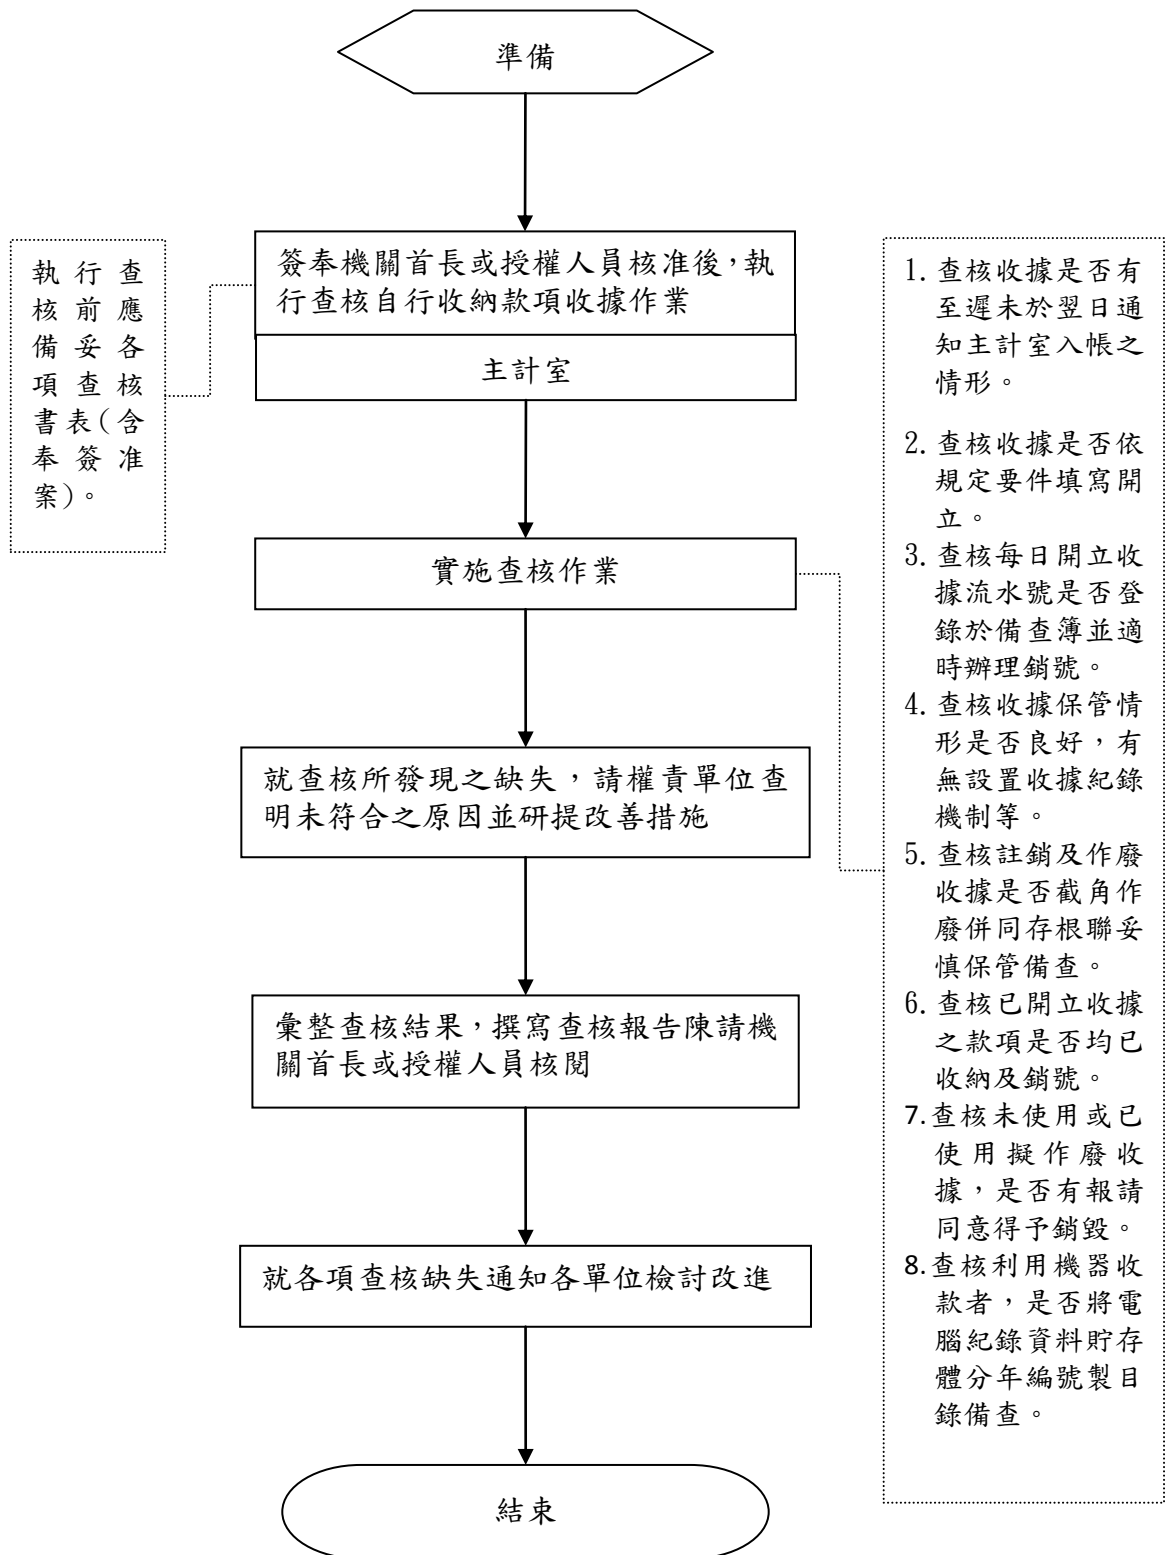 準備
簽奉機關首長或授權人員核准後，執
行查核自行收納款項收據作業
主計室
執行查
核前應
備妥各
項查核
書表(含
奉簽准
案)。
實施查核作業
就查核所發現之缺失，請權責單位查
明未符合之原因並研提改善措施
彙整查核結果，撰寫查核報告陳請機
關首長或授權人員核閱
就各項查核缺失通知各單位檢討改進
結束
1. 查核收據是否有
至遲未於翌日通
知主計室入帳之
情形。
2. 查核收據是否依
規定要件填寫開
立。
3. 查核每日開立收
據流水號是否登
錄於備查簿並適
時辦理銷號。
4. 查核收據保管情
形是否良好，有
無設置收據紀錄
機制等。
5. 查核註銷及作廢
收據是否截角作
廢併同存根聯妥
慎保管備查。
6. 查核已開立收據
之款項是否均已
收納及銷號。
7. 查核未使用或已
使用擬作廢收
據，是否有報請
同意得予銷毀。
8. 查核利用機器收
款者，是否將電
腦紀錄資料貯存
體分年編號製目
錄備查。